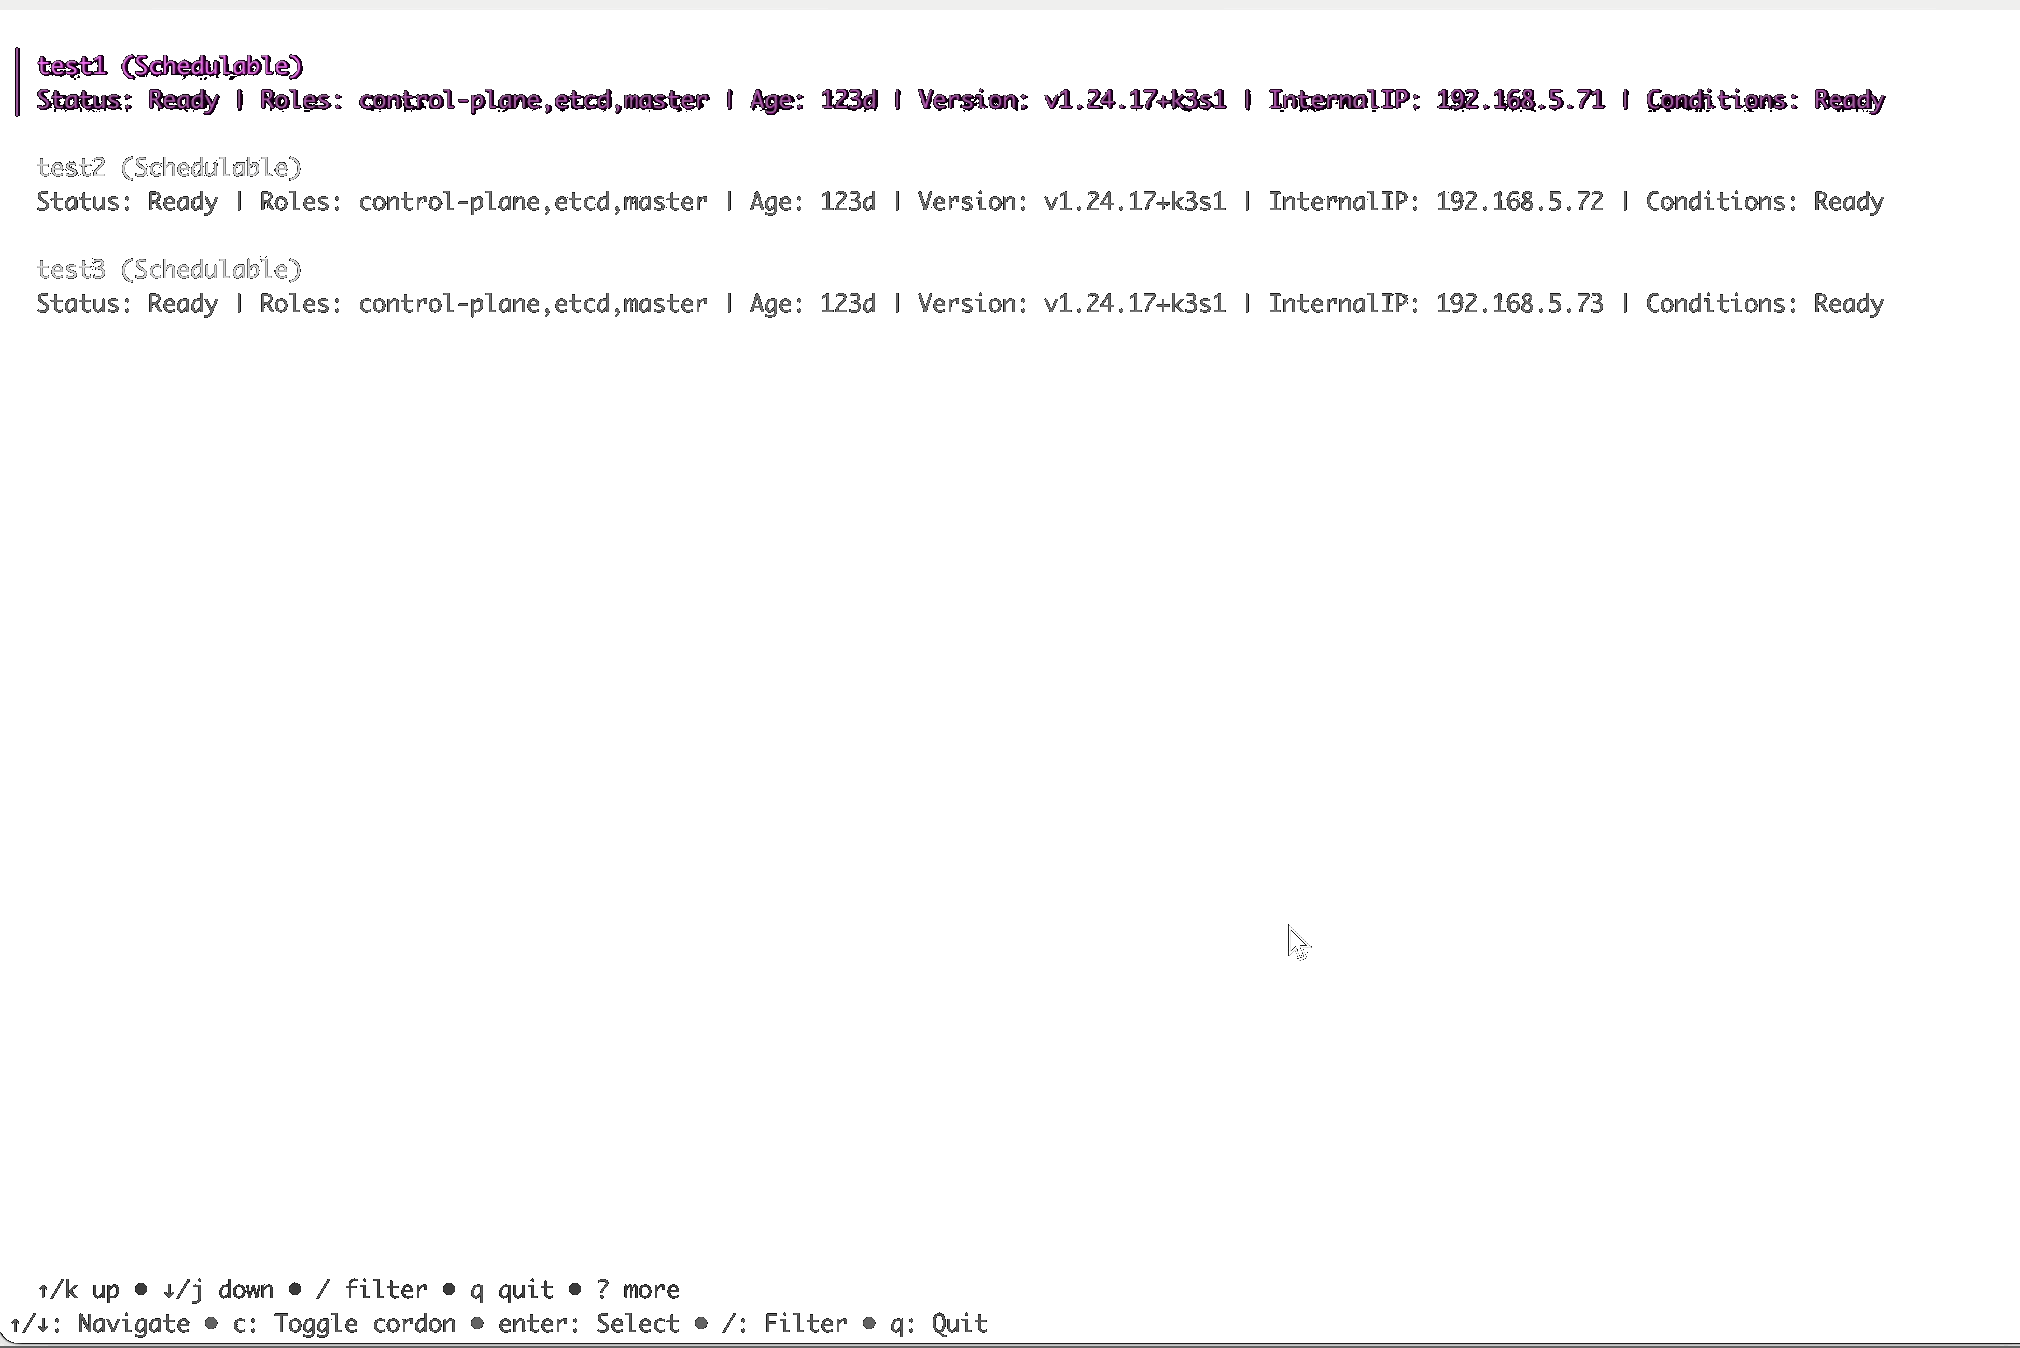 test1 (Schedulable)
Status: Ready | Roles: control-plane,etcd,master | Age: 123d | Version: v1.24.17+k3s1 | InternalIP: 192.168.5.71 | Conditions: Ready
test2 (Schedulable)
Status: Ready | Roles: control-plane,etcd,master | Age: 123d | Version: v1.24.17+k3s1 | InternalIP: 192.168.5.72 | Conditions: Ready
test3 (Schedulable)
Status: Ready | Roles: control-plane,etcd,master | Age: 123d | Version: v1.24.17+k3s1 | InternalIP: 192.168.5.73 | Conditions: Ready
↑/k up • ↓/j down • / filter • q quit • ? more
↑/↓: Navigate • c: Toggle cordon • enter: Select • /: Filter • q: Quit